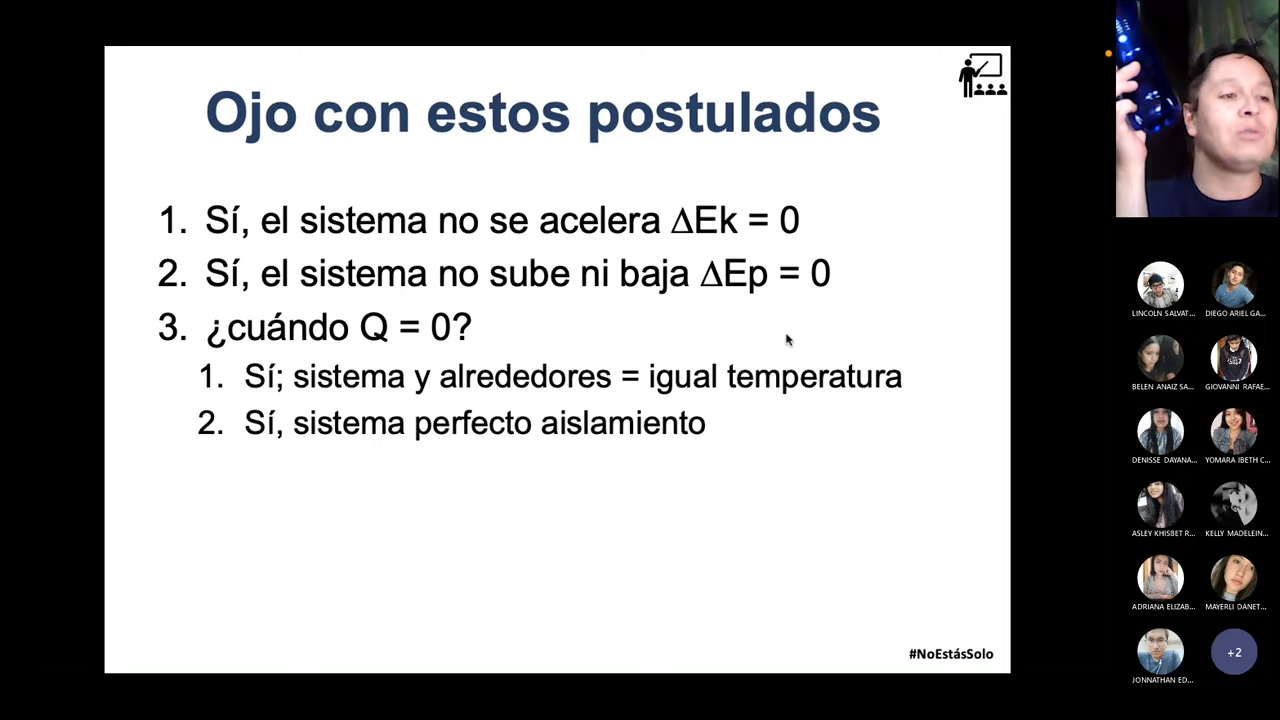 Ojo con estos postulados
1. Sí, el sistema no se acelera ∆Ek = 0
2. Sí, el sistema no sube ni baja ∆Ep = 0
3. ¿cuándo Q = 0?
1. Sí; sistema y alrededores = igual temperatura
2. Sí, sistema perfecto aislamiento
#NoEstásSolo
LINCOLN SALVAT...
DIEGO ARIEL GA...
BELEN ANAIZ SA...
GIOVANNI RAFAE...
DENISSE DAYANA...
YOMARA IBETH C...
ASLEY KHISBET R...
KELLY MADELEIN...
ADRIANA ELIZAB...
MAYERLI DANET...
JONNATHAN ED...
+2